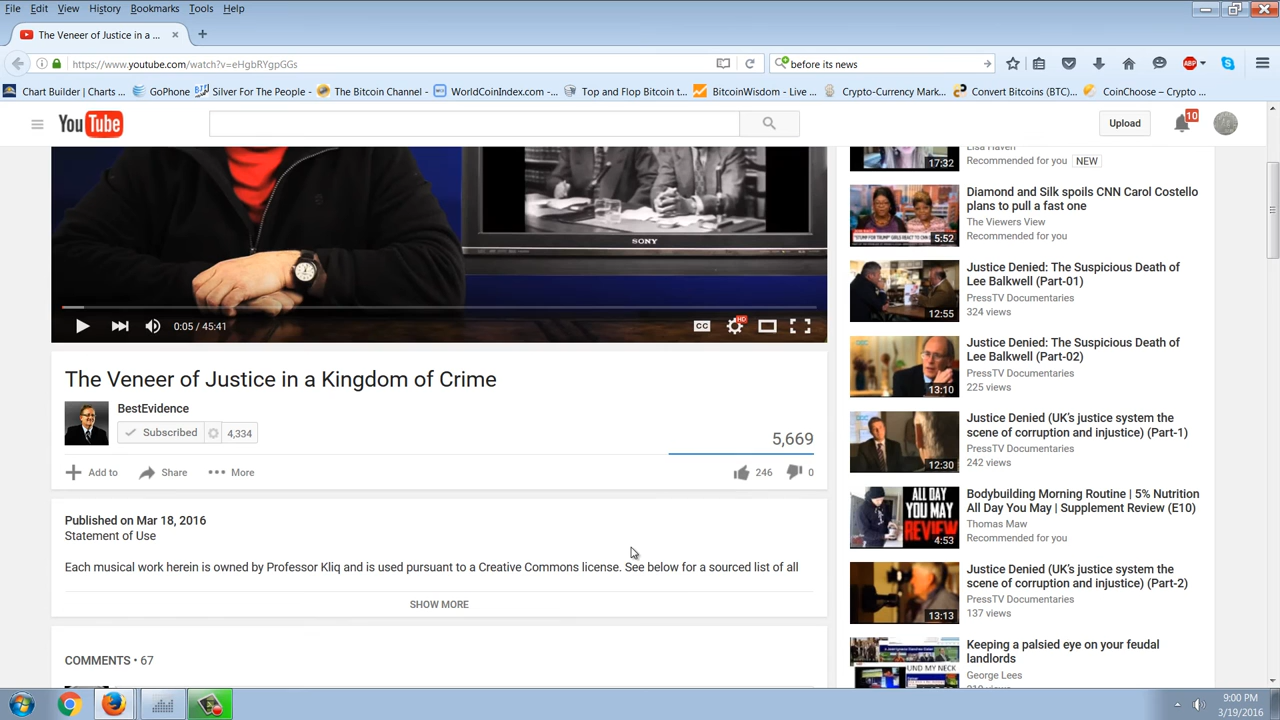 File Edit View History Bookmarks Tools Help
The Veneer of Justice in a ...
https://www.youtube.com/watch?v=eHgbRYgpGGs
before its news
Chart Builder | Charts ... GoPhone Silver For The People - The Bitcoin Channel - WorldCoinIndex.com -... Top and Flop Bitcoin t... BitcoinWisdom - Live ... Crypto-Currency Mark... Convert Bitcoins (BTC)... CoinChoose – Crypto ...
YouTube
Upload
10
SONY
0:05 / 45:41
CC
HD
The Veneer of Justice in a Kingdom of Crime
BestEvidence
Subscribed 4,334
5,669
Add to Share More
246 0
Published on Mar 18, 2016
Statement of Use
Each musical work herein is owned by Professor Kliq and is used pursuant to a Creative Commons license. See below for a sourced list of all
SHOW MORE
COMMENTS • 67
17:32
Lisa Haven
Recommended for you NEW
5:52
Diamond and Silk spoils CNN Carol Costello
plans to pull a fast one
The Viewers View
Recommended for you
12:55
Justice Denied: The Suspicious Death of
Lee Balkwell (Part-01)
PressTV Documentaries
324 views
13:10
Justice Denied: The Suspicious Death of
Lee Balkwell (Part-02)
PressTV Documentaries
225 views
12:30
Justice Denied (UK's justice system the
scene of corruption and injustice) (Part-1)
PressTV Documentaries
242 views
ALL DAY
YOU MAY
REVIEW
4:53
Bodybuilding Morning Routine | 5% Nutrition
All Day You May | Supplement Review (E10)
Thomas Maw
Recommended for you
13:13
Justice Denied (UK's justice system the
scene of corruption and injustice) (Part-2)
PressTV Documentaries
137 views
UND MY NECK
Keeping a palsied eye on your feudal
landlords
George Lees
9:00 PM
3/19/2016